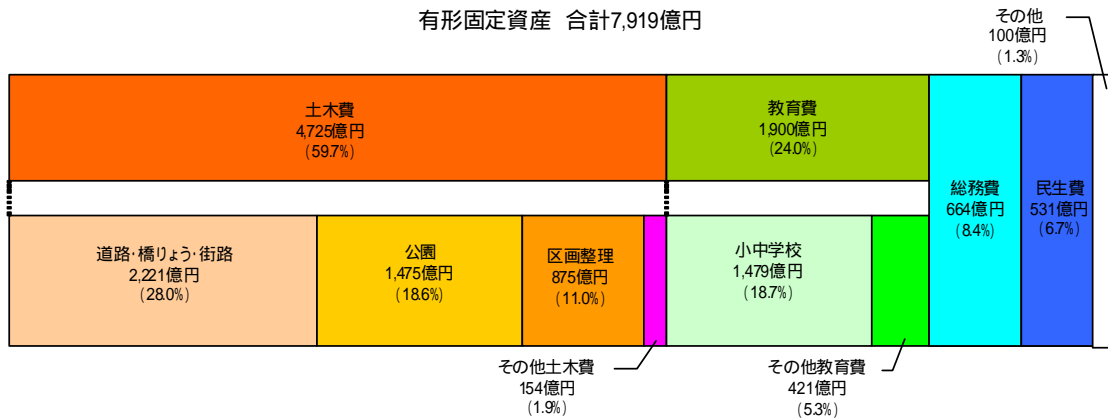 有形固定資産 合計7,919億円
その他
100億円
(1.3%)
土木費
4,725億円
(59.7%)
教育費
1,900億円
(24.0%)
総務費
664億円
(8.4%)
民生費
531億円
(6.7%)
道路・橋りょう・街路
2,221億円
(28.0%)
公園
1,475億円
(18.6%)
区画整理
875億円
(11.0%)
小中学校
1,479億円
(18.7%)
その他土木費
154億円
(1.9%)
その他教育費
421億円
(5.3%)